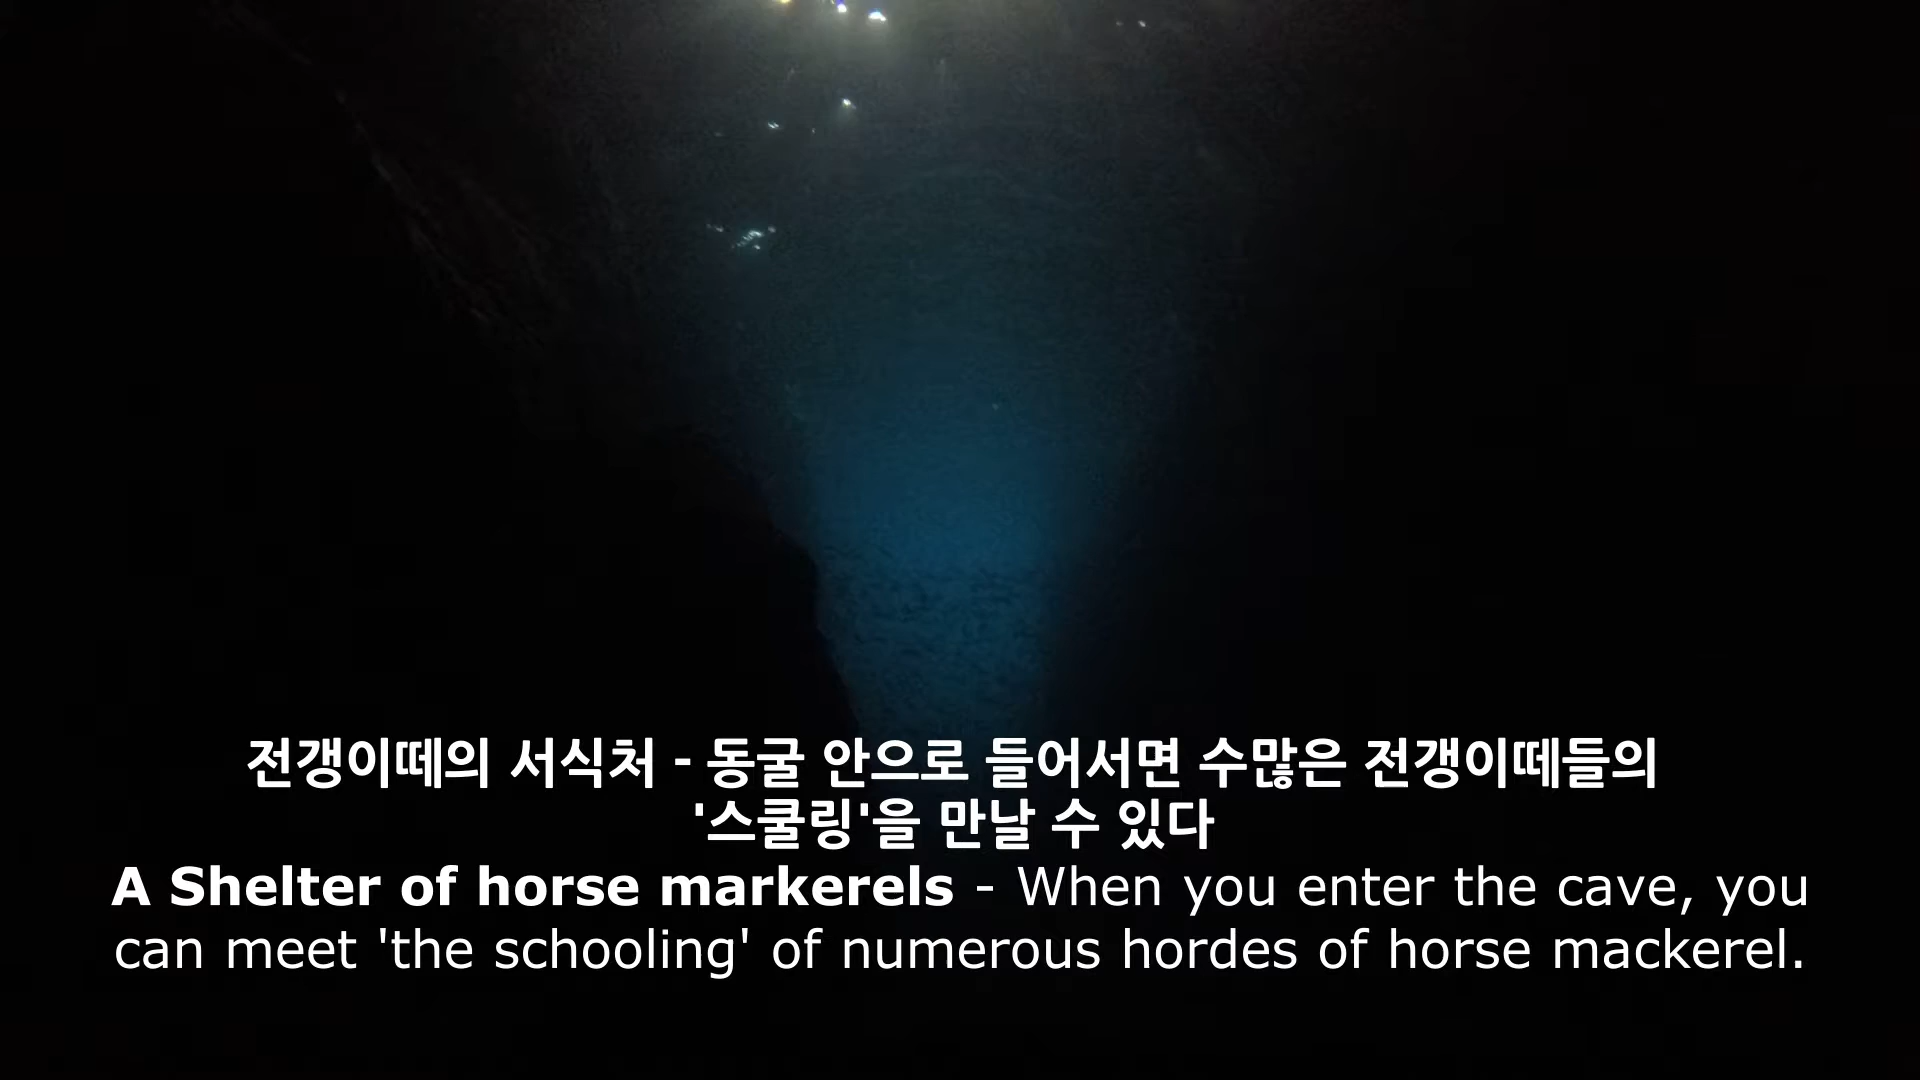 전갱이떼의 서식처 - 동굴 안으로 들어서면 수많은 전갱이떼들의
'스쿨링'을 만날 수 있다
A Shelter of horse markerels - When you enter the cave, you
can meet 'the schooling' of numerous hordes of horse mackerel.